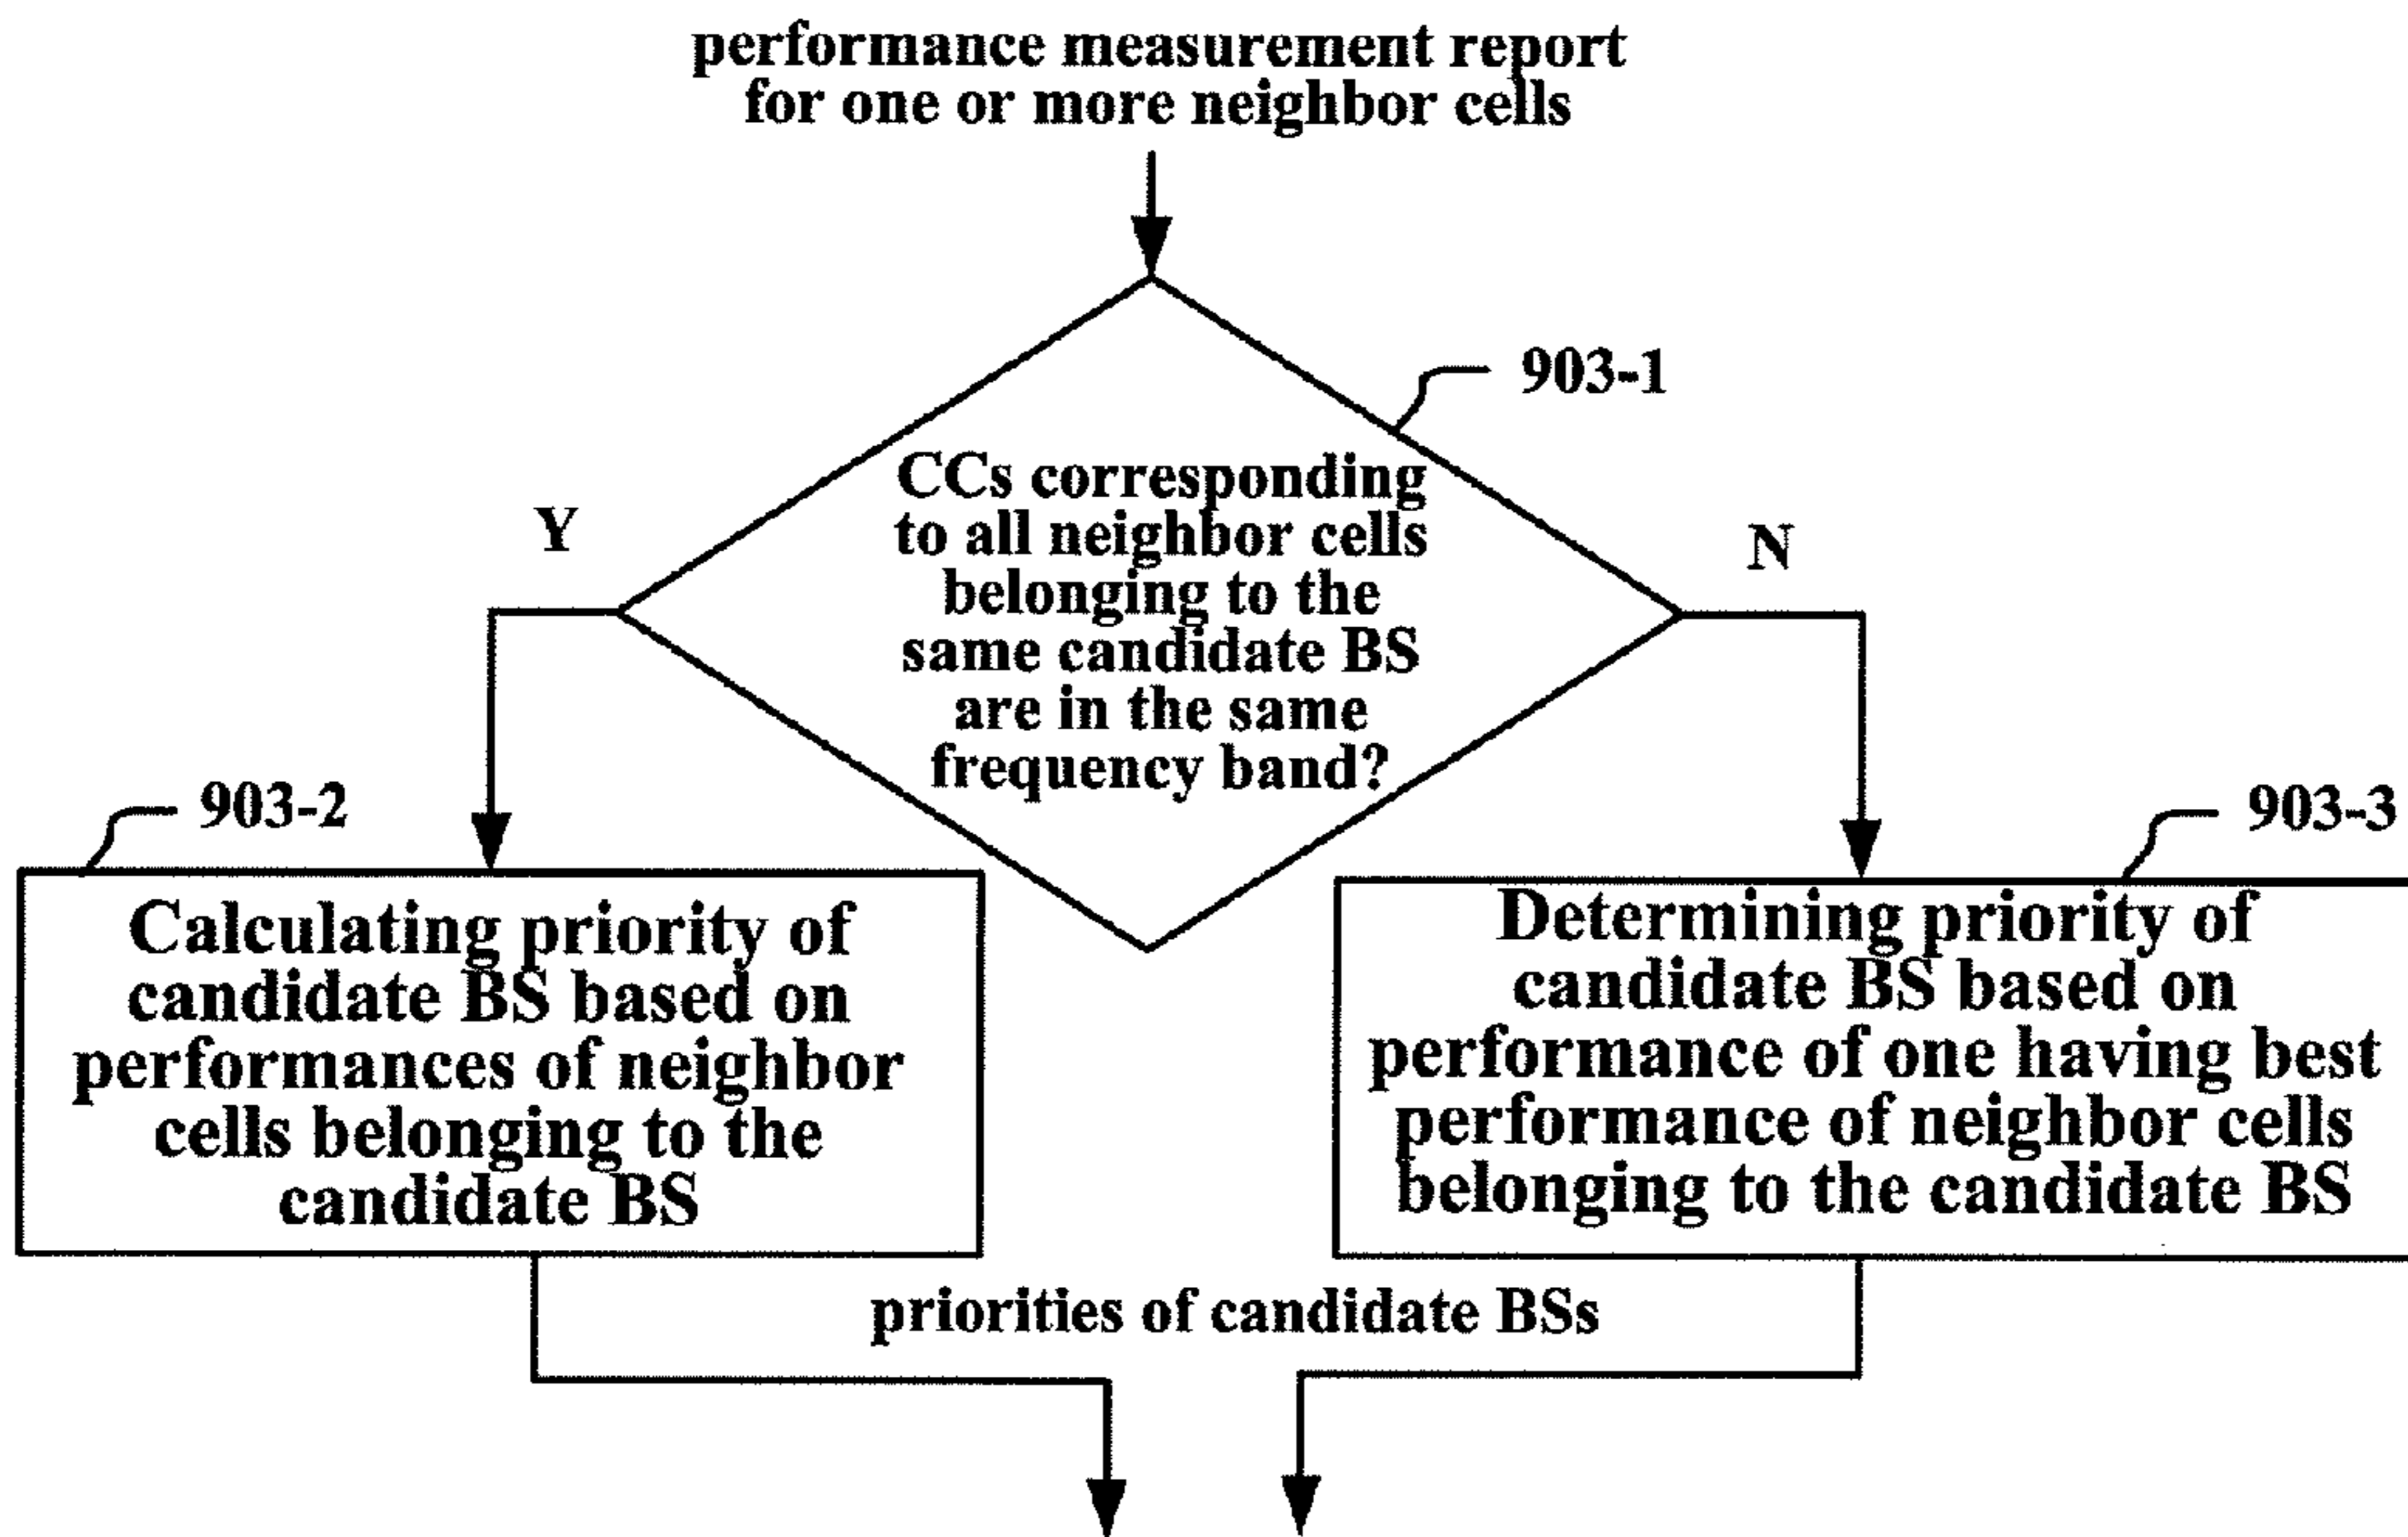 performance measurement report
for one or more neighbor cells
903-1
CCs corresponding
to all neighbor cells
belonging to the
same candidate BS
are in the same
frequency band?
Y
N
903-2
903-3
Calculating priority of
candidate BS based on
performances of neighbor
cells belonging to the
candidate BS
Determining priority of
candidate BS based on
performance of one having best
performance of neighbor cells
belonging to the candidate BS
priorities of candidate BSs